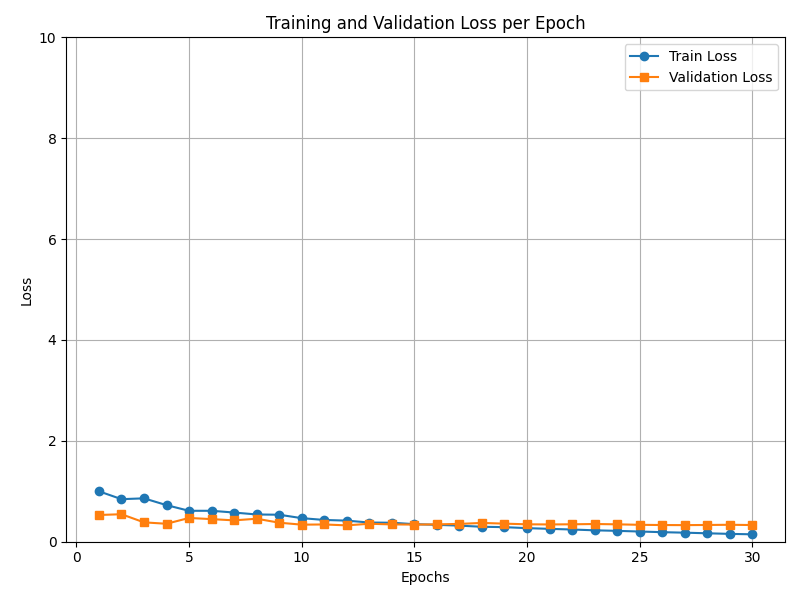 Training and Validation Loss per Epoch
10
Train Loss
Validation Loss
8
6
Loss
4
2
0
0 5 10 15 20 25 30
Epochs